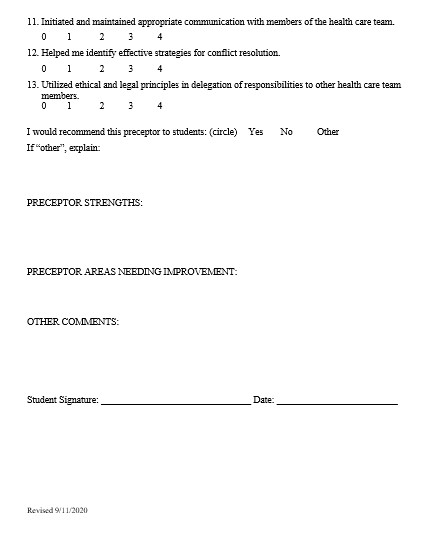 11. Initiated and maintained appropriate communication with members of the health care team.
0 1 2 3 4
12. Helped me identify effective strategies for conflict resolution.
0 1 2 3 4
13. Utilized ethical and legal principles in delegation of responsibilities to other health care team
members.
0 1 2 3 4
I would recommend this preceptor to students: (circle) Yes No Other
If “other”, explain:
PRECEPTOR STRENGTHS:
PRECEPTOR AREAS NEEDING IMPROVEMENT:
OTHER COMMENTS:
Student Signature: ______________________________ Date: ________________________
Revised 9/11/2020